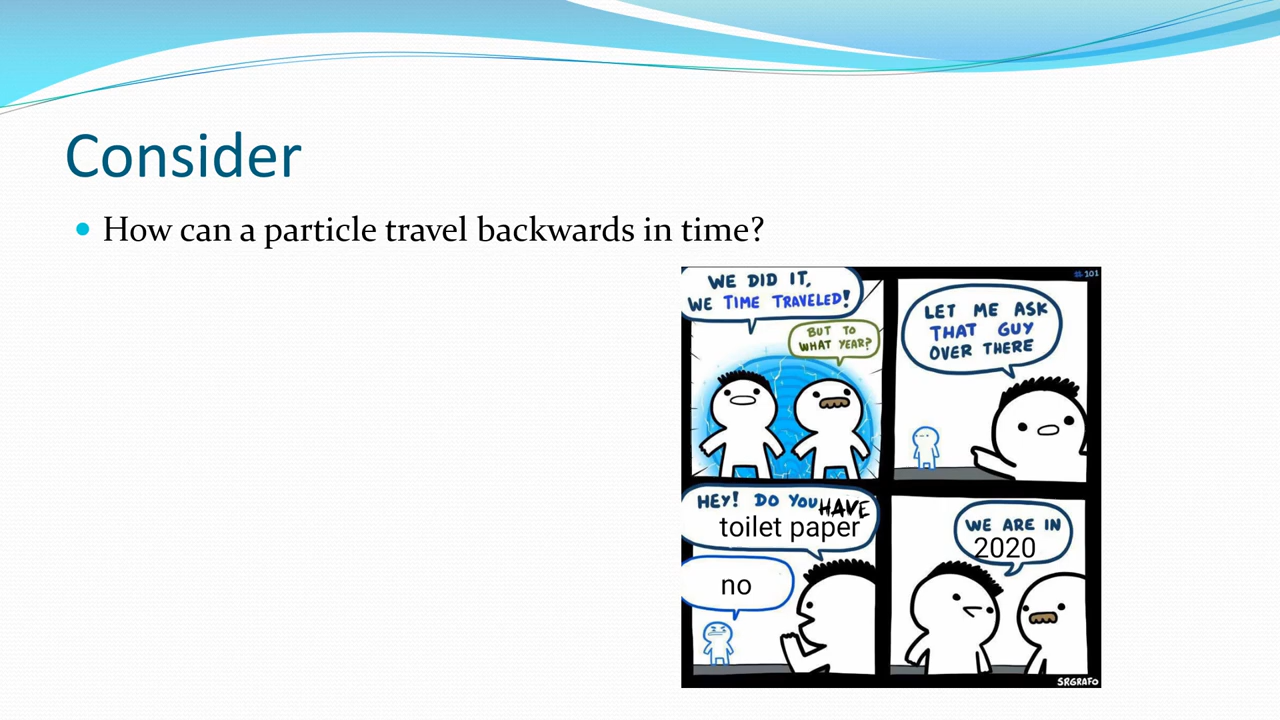 Consider
How can a particle travel backwards in time?
# 101
WE DID IT,
WE TIME TRAVELED!
BUT TO
WHAT YEAR?
LET ME ASK
THAT GUY
OVER THERE
HEY! DO YOU HAVE
toilet paper
no
WE ARE IN
2020
SRGRAFO